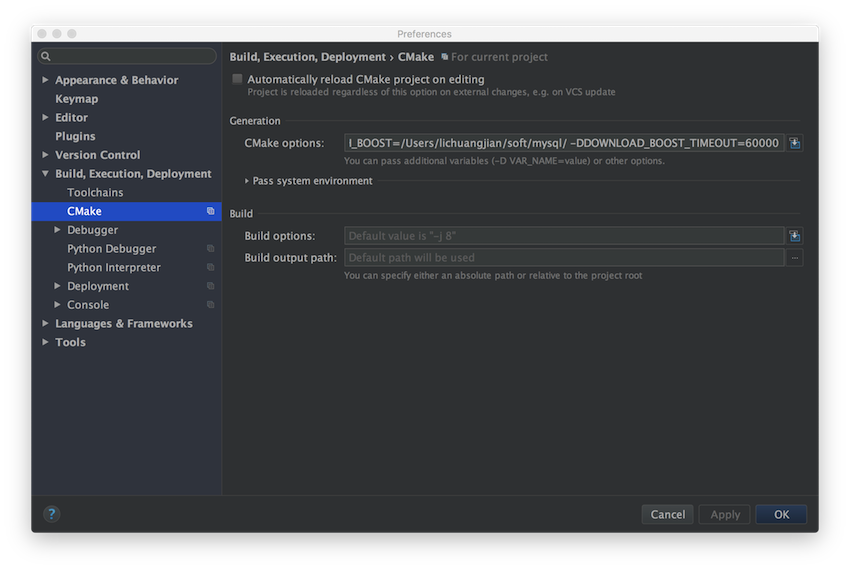 Preferences
Appearance & Behavior
Keymap
Editor
Plugins
Version Control
Build, Execution, Deployment
Toolchains
CMake
Debugger
Python Debugger
Python Interpreter
Deployment
Console
Languages & Frameworks
Tools
Build, Execution, Deployment › CMake For current project
Automatically reload CMake project on editing
Project is reloaded regardless of this option on external changes, e.g. on VCS update
Generation
CMake options: I_BOOST=/Users/lichuangjian/soft/mysql/ -DDOWNLOAD_BOOST_TIMEOUT=60000
You can pass additional variables (-D VAR_NAME=value) or other options.
Pass system environment
Build
Build options: Default value is "-j 8"
Build output path: Default path will be used ...
You can specify either an absolute path or relative to the project root
? Cancel Apply OK